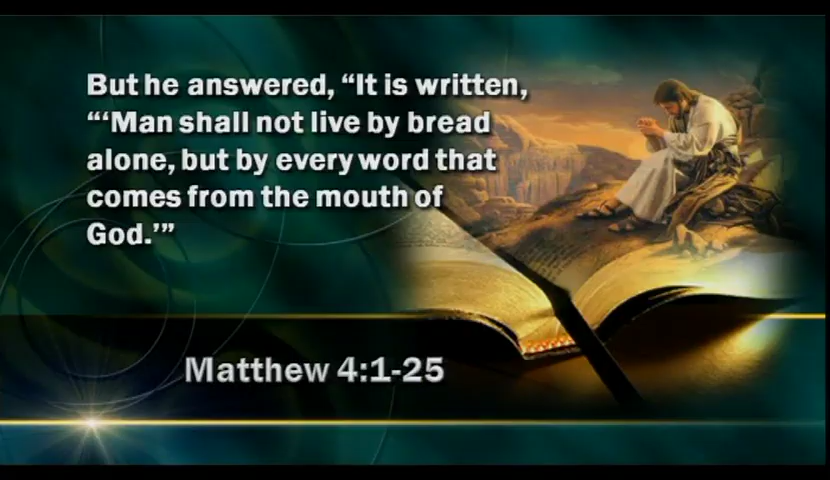 But he answered, “It is written,
“‘Man shall not live by bread
alone, but by every word that
comes from the mouth of
God.’”
Matthew 4:1-25